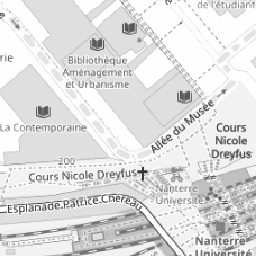 de l'étudiant
Bibliothèque
Aménagement
et Urbanisme
Allée du Musée
La Contemporaine
Cours
Nicole
Dreyfus
200
Cours Nicole Dreyfus
Nanterre
Université
Esplanade Patrice Chéreau
Nanterre
Université